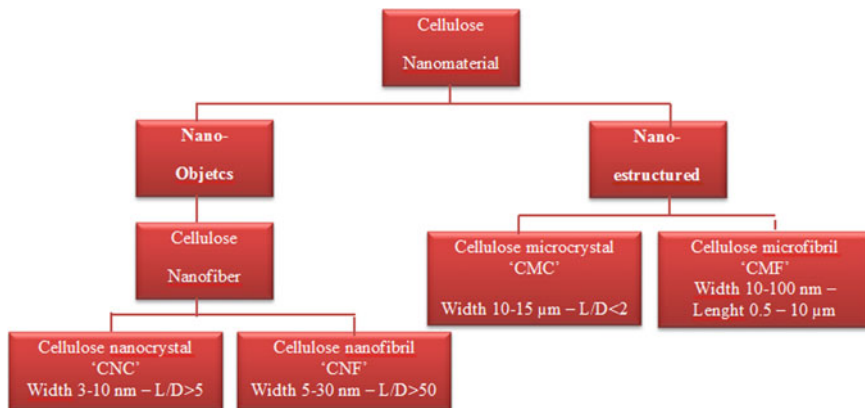 Cellulose
Nanomaterial
Nano-
Objetcs
Nano-
estructured
Cellulose
Nanofiber
Cellulose microcrystal
‘CMC’
Width 10-15 µm – L/D<2
Cellulose microfibril
‘CMF’
Width 10-100 nm –
Lenght 0.5 – 10 µm
Cellulose nanocrystal
‘CNC’
Width 3-10 nm – L/D>5
Cellulose nanofibril
‘CNF’
Width 5-30 nm – L/D>50